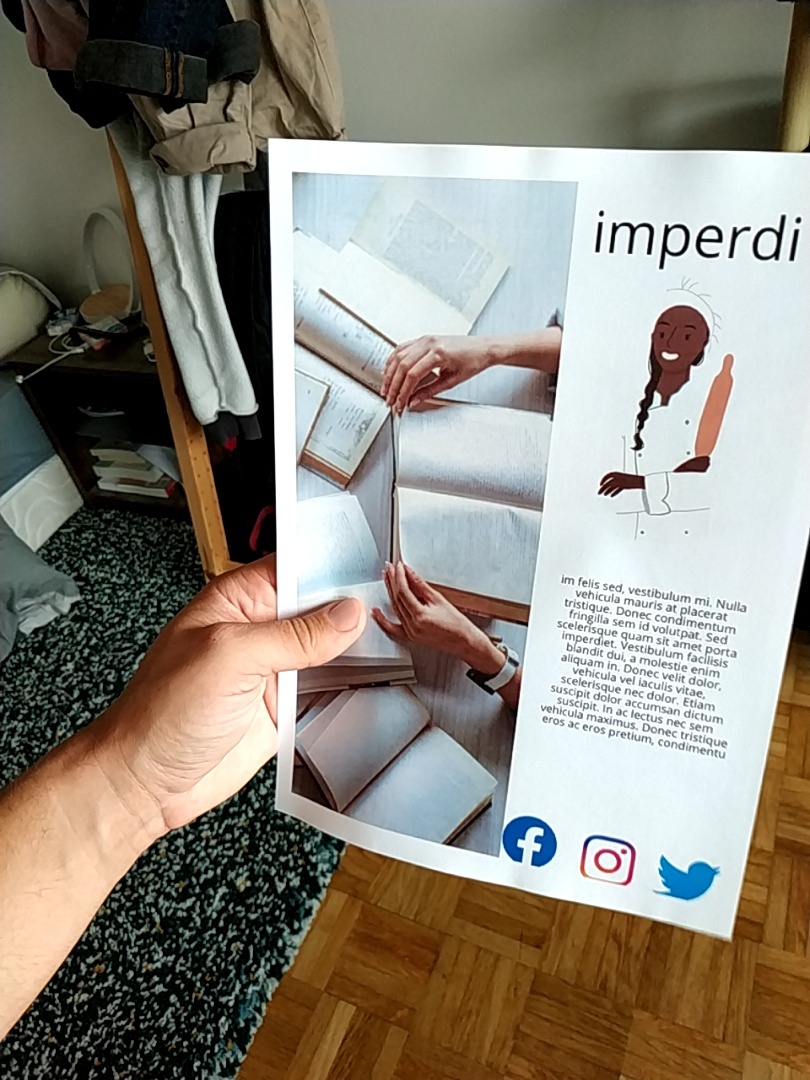 imperdi
im felis sed, vestibulum mi. Nulla
vehicula mauris at placerat
tristique. Donec condimentum
fringilla sem id volutpat. Sed
scelerisque quam sit amet porta
imperdiet. Vestibulum facilisis
blandit dui, a molestie enim
aliquam in. Donec velit dolor,
vehicula vel iaculis vitae,
scelerisque nec dolor. Etiam
suscipit dolor accumsan dictum
suscipit. In ac lectus nec sem
vehicula maximus. Donec tristique
eros ac eros pretium, condimentu